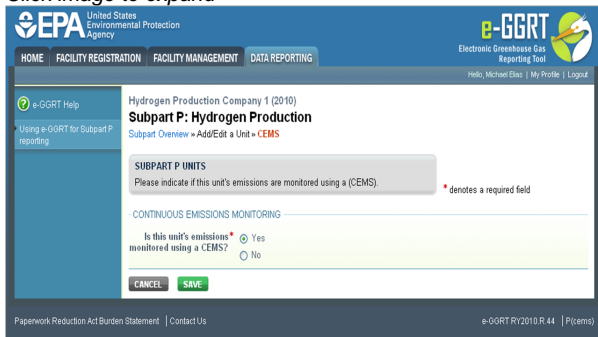 Click image to expand
EPA United States
Environmental Protection
Agency
e-GGRT
Electronic Greenhouse Gas
Reporting Tool
HOME FACILITY REGISTRATION FACILITY MANAGEMENT DATA REPORTING
Hello, Michael Elias | My Profile | Logout
e-GGRT Help
Using e-GGRT for Subpart P
reporting
Hydrogen Production Company 1 (2010)
Subpart P: Hydrogen Production
Subpart Overview » Add/Edit a Unit » CEMS
SUBPART P UNITS
Please indicate if this unit's emissions are monitored using a (CEMS).
* denotes a required field
CONTINUOUS EMISSIONS MONITORING
Is this unit's emissions * Yes
monitored using a CEMS? No
CANCEL SAVE
Paperwork Reduction Act Burden Statement | Contact Us
e-GGRT RY2010.R.44 | P(cems)